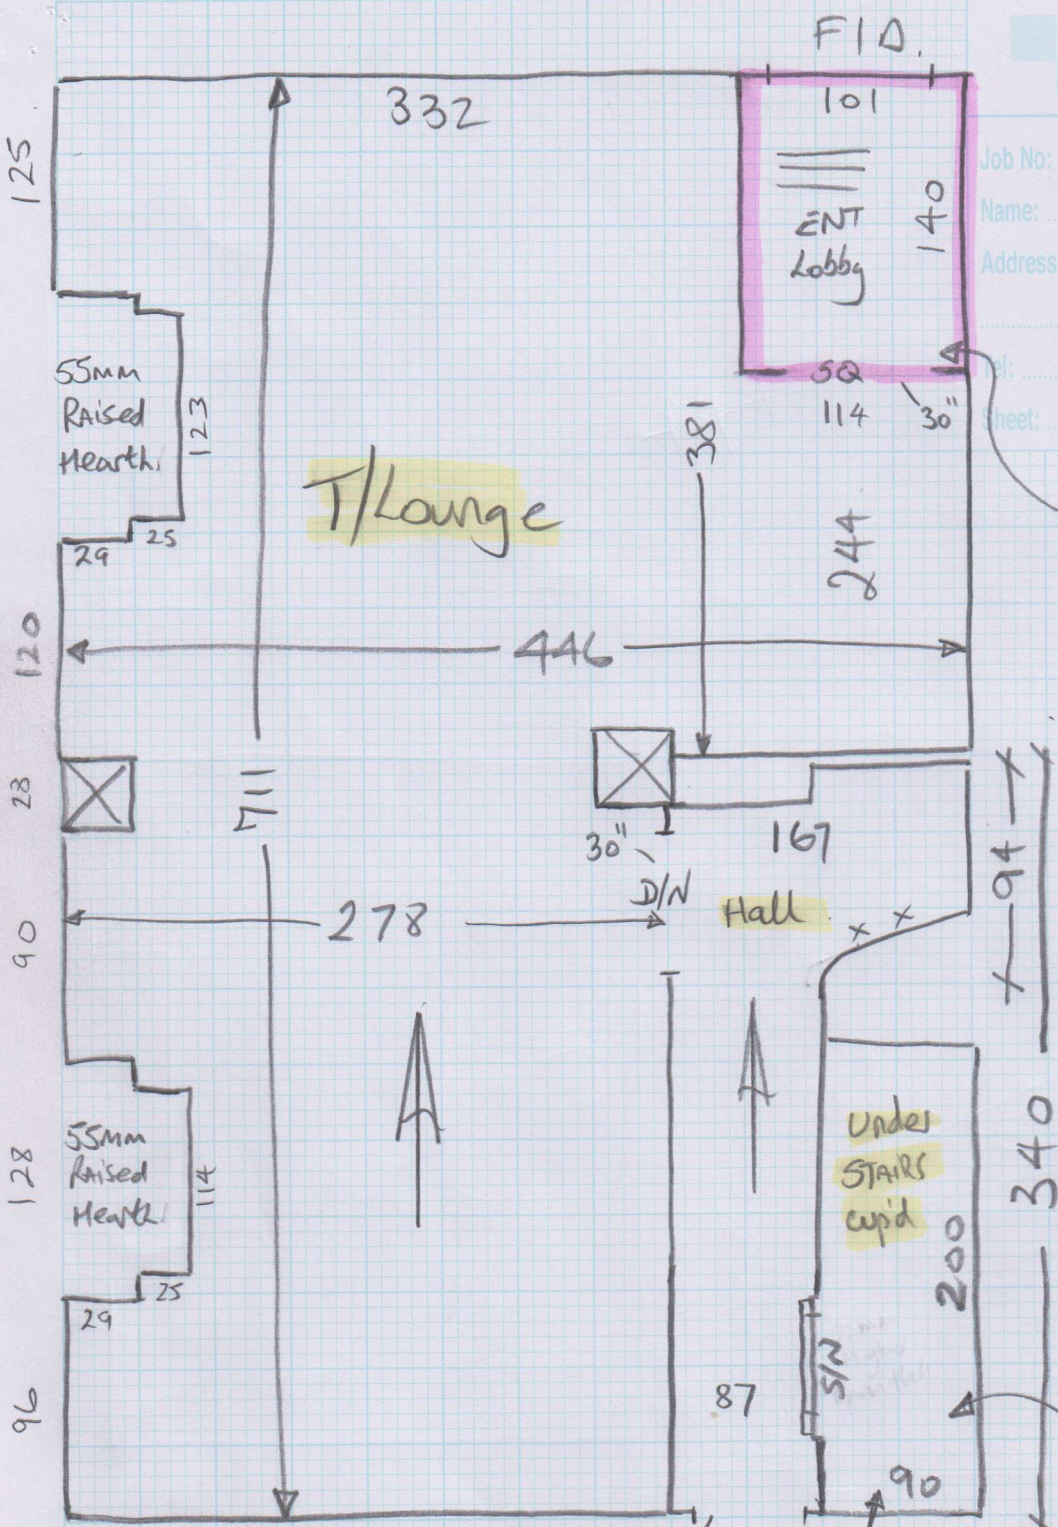 F I D.
332
101
125
Job No:
Name:
Address
140
ENT
Lobby
Tel:
SQ
114
30"
Sheet:
55mm
Raised
Hearth
123
29
25
T/Lounge
381
244
120
446
28
711
30"
D/N
167
94
278
Hall
90
55mm
Raised
Hearth
128
114
25
29
Under
STAIRS
cup'd
340
200
S/N
87
96
90